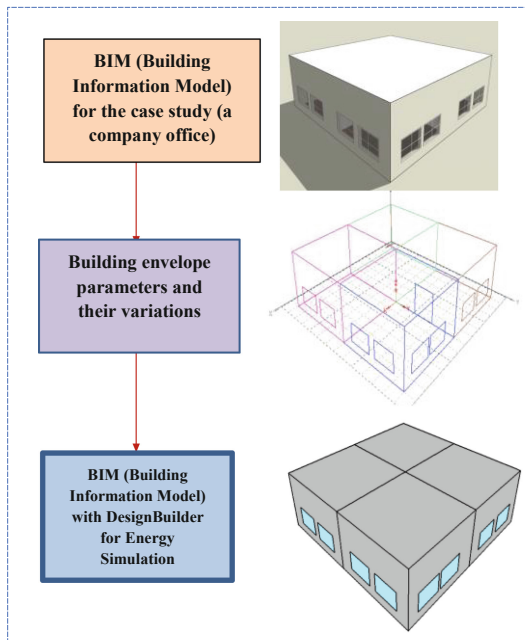 BIM (Building
Information Model)
for the case study (a
company office)
Building envelope
parameters and
their variations
BIM (Building
Information Model)
with DesignBuilder
for Energy
Simulation